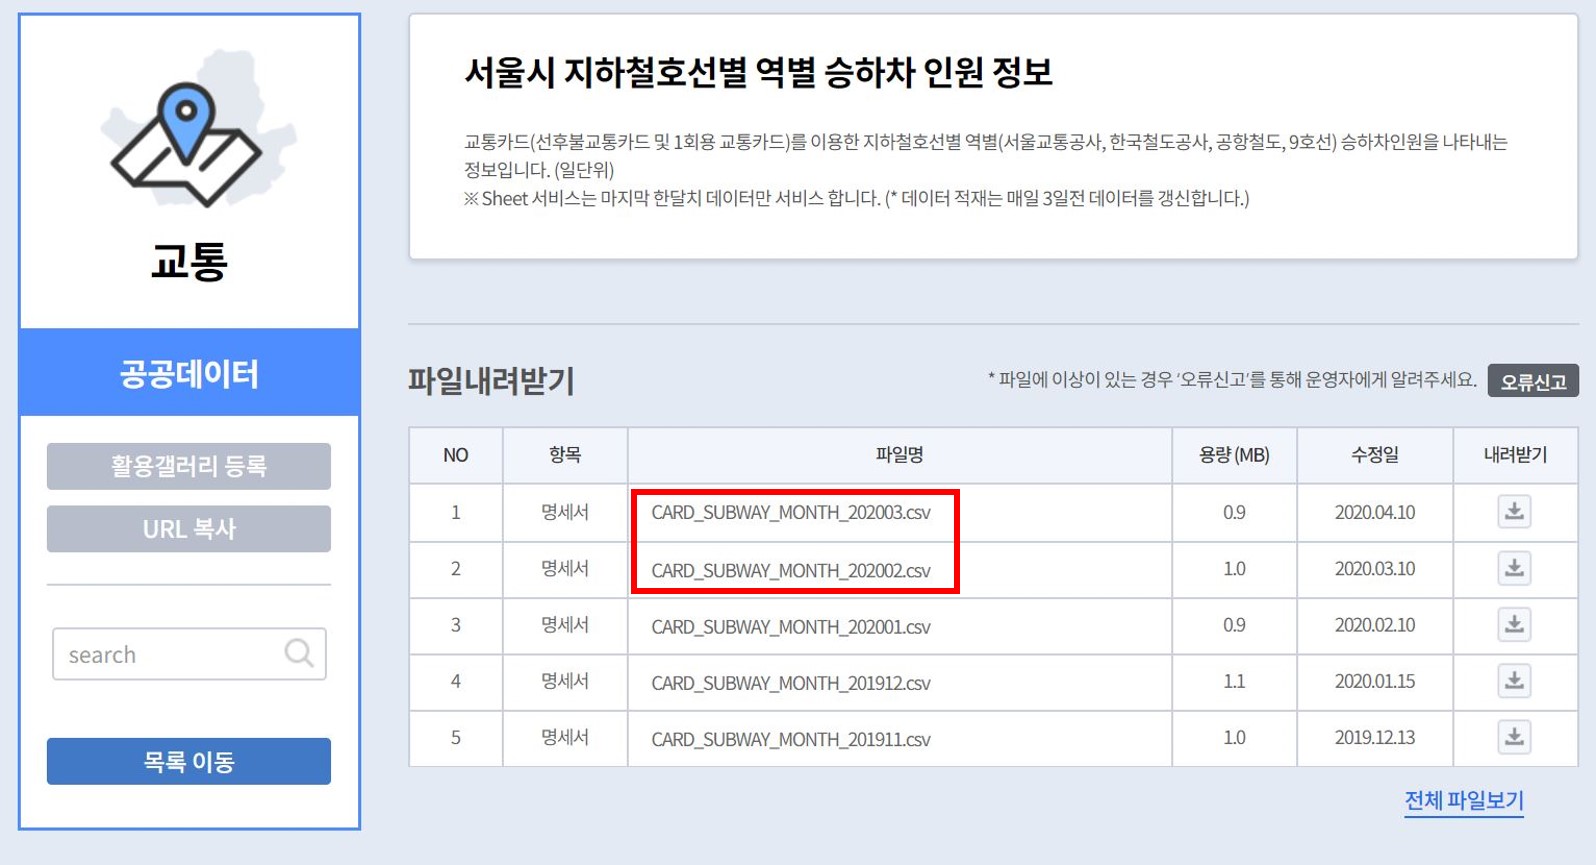 교통
공공데이터
활용갤러리 등록
URL 복사
search
목록 이동
서울시 지하철호선별 역별 승하차 인원 정보
교통카드(선후불교통카드 및 1회용 교통카드)를 이용한 지하철호선별 역별(서울교통공사, 한국철도공사, 공항철도, 9호선) 승하차인원을 나타내는
정보입니다. (일단위)
※ Sheet 서비스는 마지막 한달치 데이터만 서비스 합니다. (* 데이터 적재는 매일 3일전 데이터를 갱신합니다.)
파일내려받기 * 파일에 이상이 있는 경우 '오류신고'를 통해 운영자에게 알려주세요. 오류신고
NO 항목 파일명 용량 (MB) 수정일 내려받기
1 명세서 CARD_SUBWAY_MONTH_202003.csv 0.9 2020.04.10
2 명세서 CARD_SUBWAY_MONTH_202002.csv 1.0 2020.03.10
3 명세서 CARD_SUBWAY_MONTH_202001.csv 0.9 2020.02.10
4 명세서 CARD_SUBWAY_MONTH_201912.csv 1.1 2020.01.15
5 명세서 CARD_SUBWAY_MONTH_201911.csv 1.0 2019.12.13
전체 파일보기